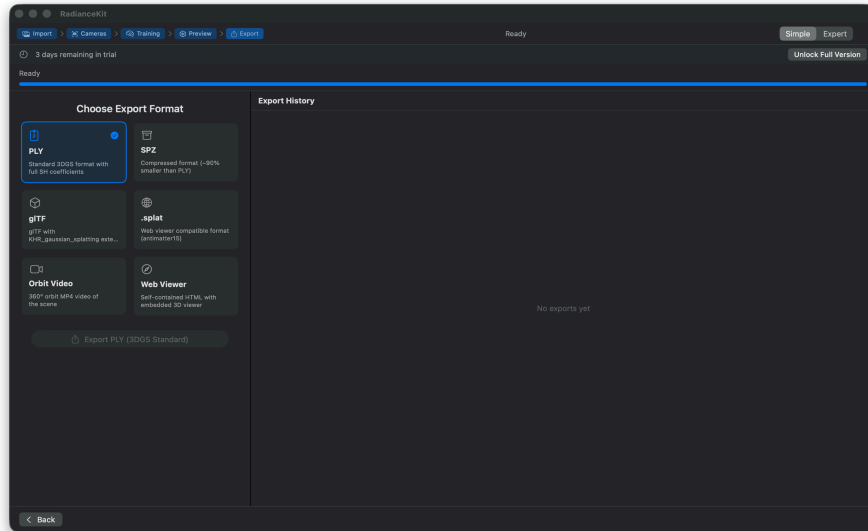 RadianceKit
Import
Cameras
Training
Preview
Export
Ready
Simple
Expert
3 days remaining in trial
Unlock Full Version
Ready
Choose Export Format
Export History
PLY
Standard 3DGS format with
full SH coefficients
SPZ
Compressed format (~90%
smaller than PLY)
glTF
glTF with
KHR_gaussian_splatting exte...
.splat
Web viewer compatible format
(antimatter15)
Orbit Video
360° orbit MP4 video of
the scene
Web Viewer
Self-contained HTML with
embedded 3D viewer
No exports yet
Export PLY (3DGS Standard)
Back